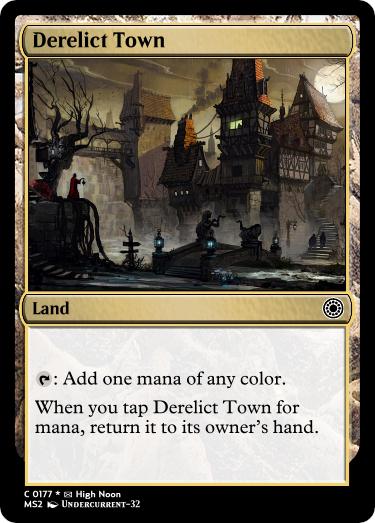 Derelict Town
Land
: Add one mana of any color.
When you tap Derelict Town for
mana, return it to its owner's hand.
C 0177 * High Noon
MS2 Undercurrent-32